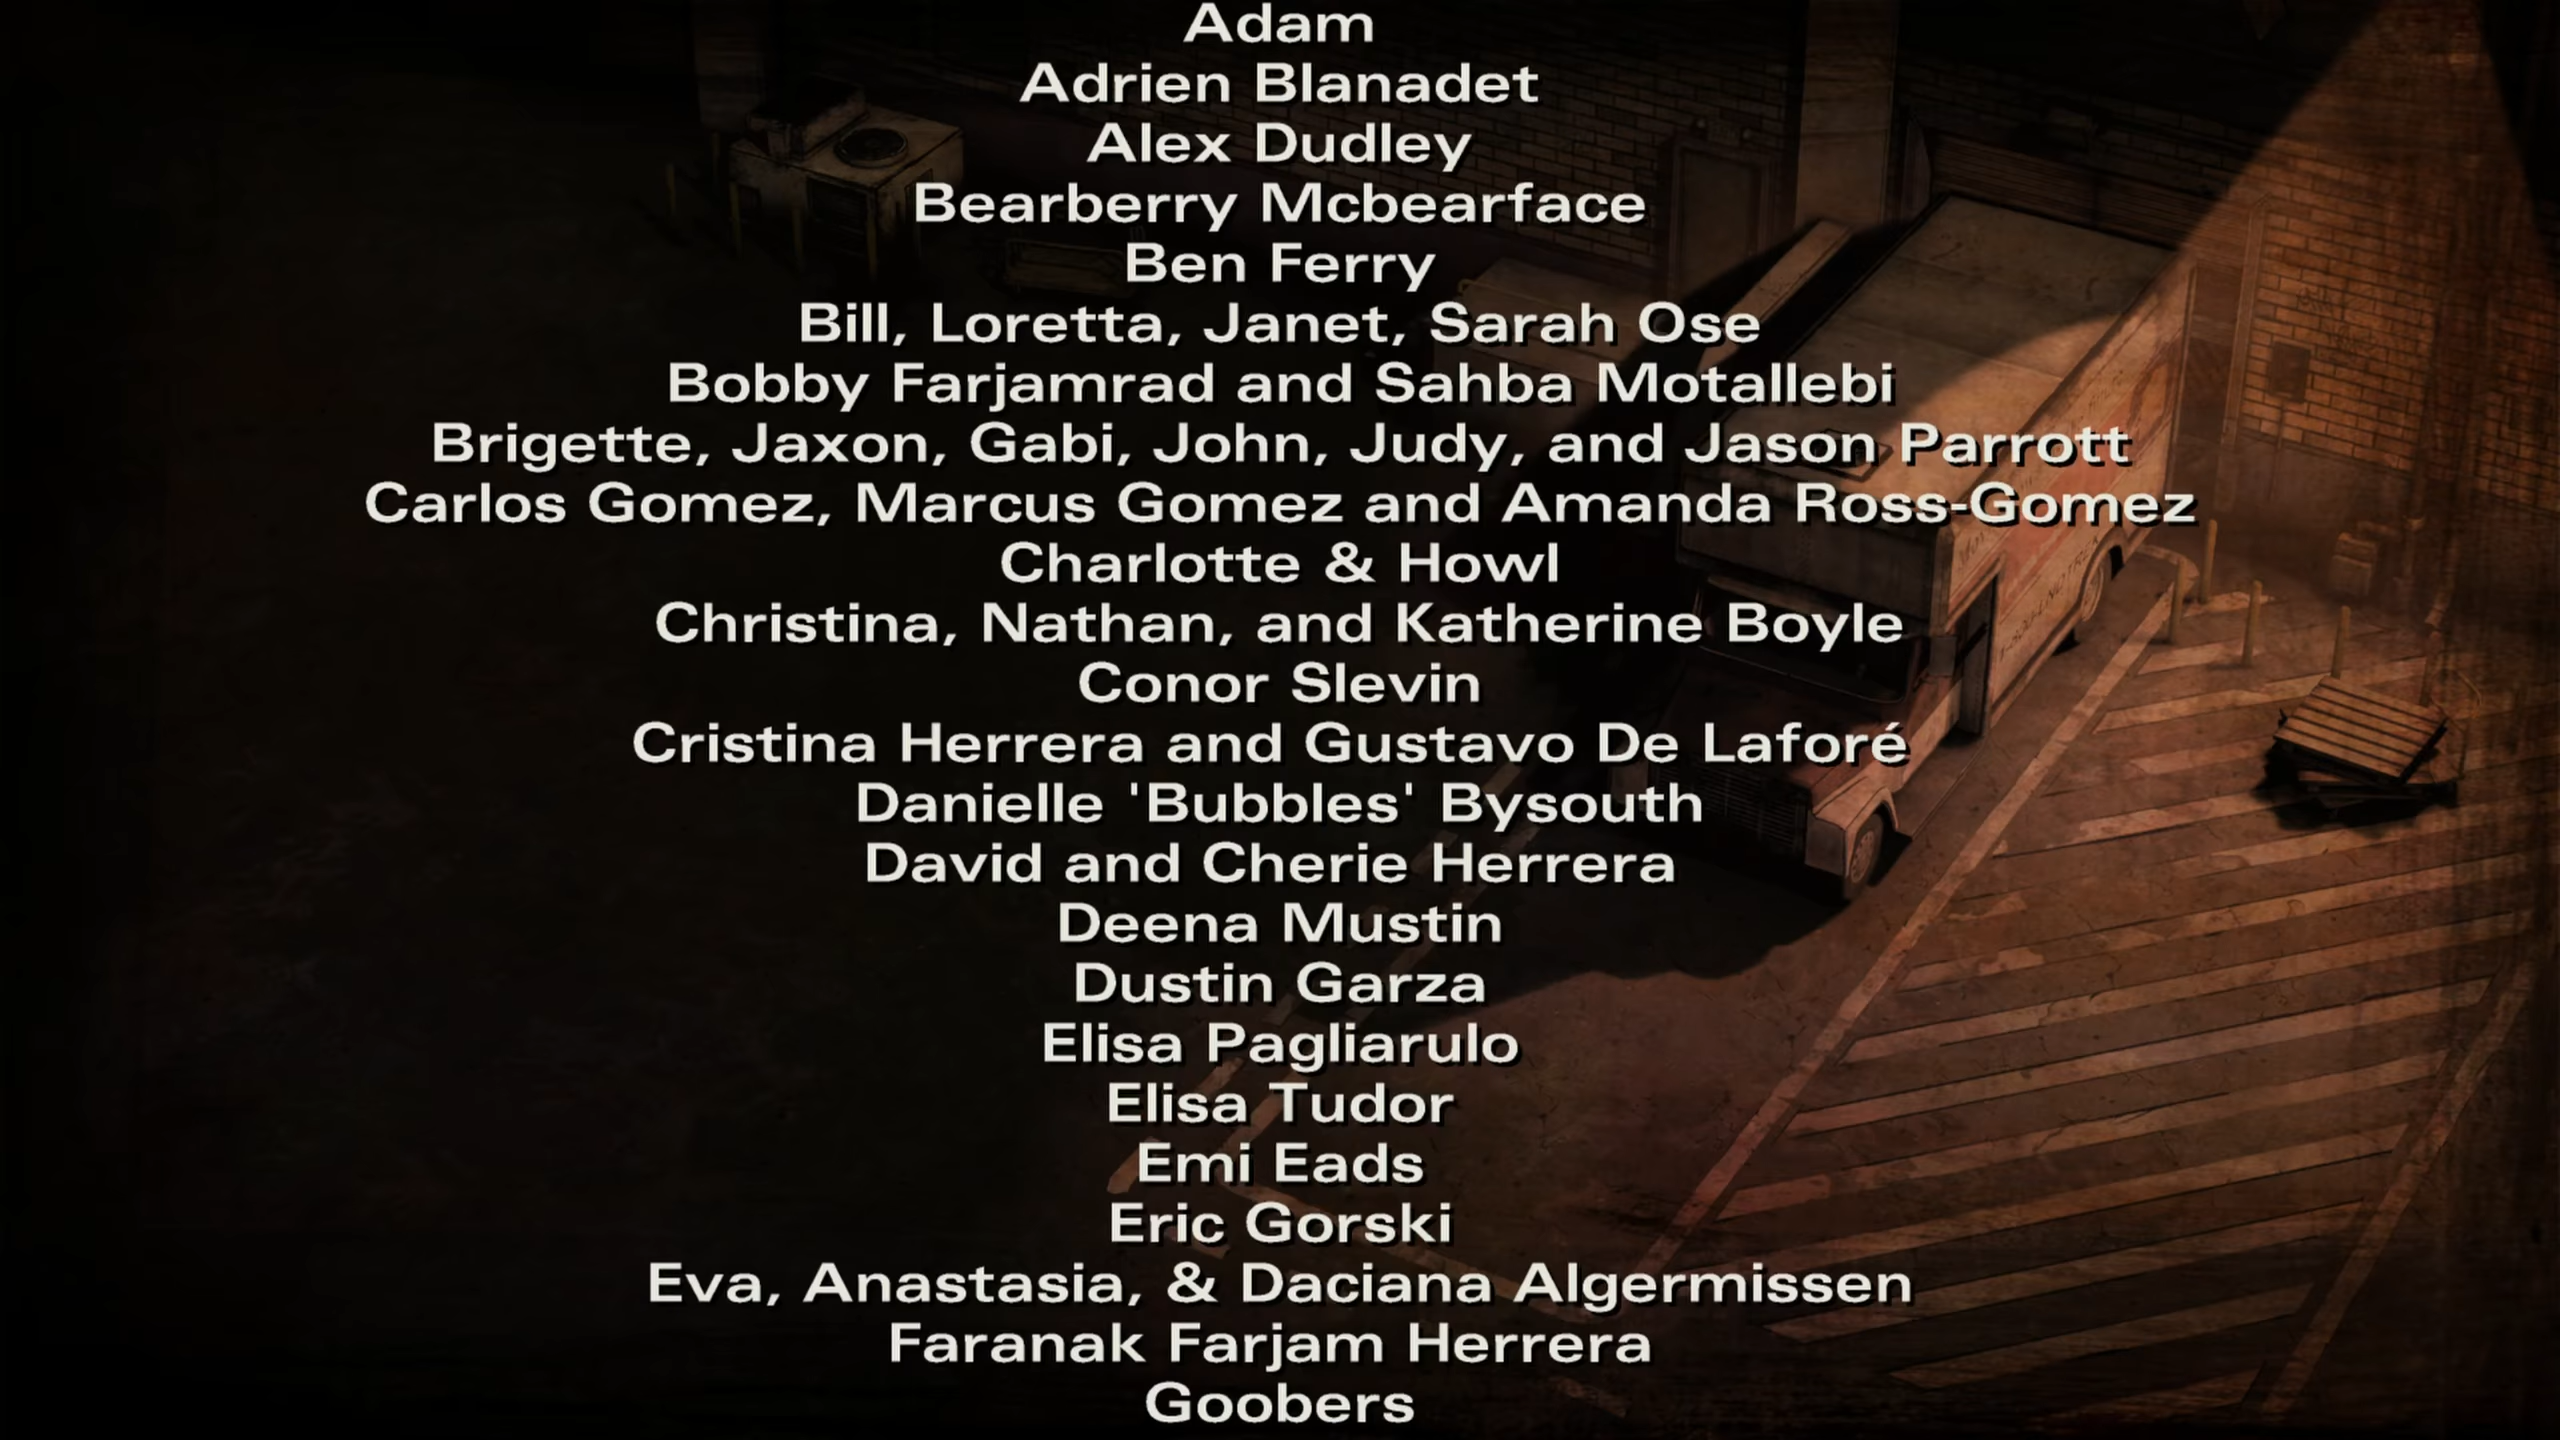 Adam
Adrien Blanadet
Alex Dudley
Bearberry Mcbearface
Ben Ferry
Bill, Loretta, Janet, Sarah Ose
Bobby Farjamrad and Sahba Motallebi
Brigette, Jaxon, Gabi, John, Judy, and Jason Parrott
Carlos Gomez, Marcus Gomez and Amanda Ross-Gomez
Charlotte & Howl
Christina, Nathan, and Katherine Boyle
Conor Slevin
Cristina Herrera and Gustavo De Laforé
Danielle 'Bubbles' Bysouth
David and Cherie Herrera
Deena Mustin
Dustin Garza
Elisa Pagliarulo
Elisa Tudor
Emi Eads
Eric Gorski
Eva, Anastasia, & Daciana Algermissen
Faranak Farjam Herrera
Goobers